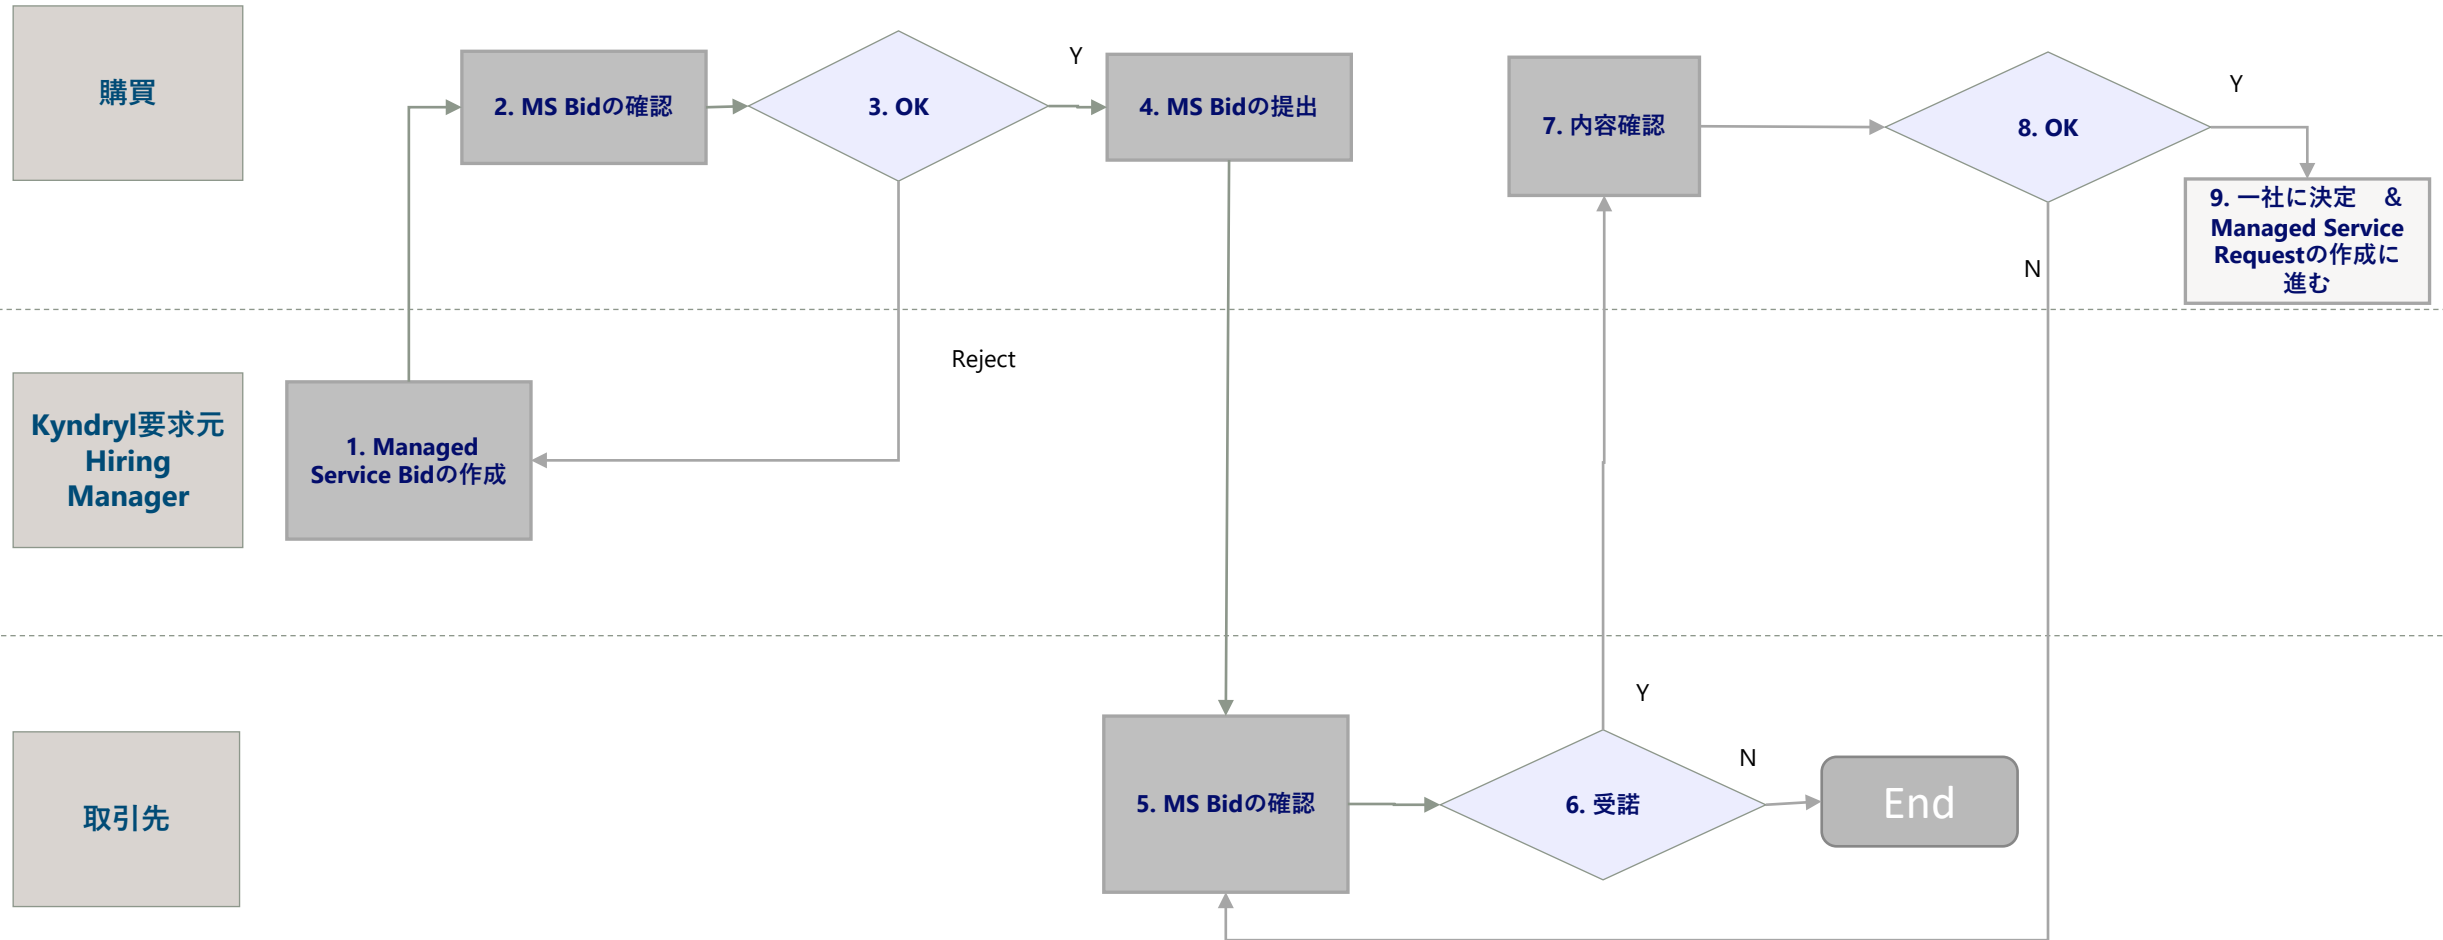 購買
2. MS Bidの確認
3. OK
Y
4. MS Bidの提出
7. 内容確認
8. OK
Y
9. 一社に決定　＆
Managed Service
Requestの作成に
進む
N
Kyndryl要求元
Hiring
Manager
1. Managed
Service Bidの作成
Reject
取引先
5. MS Bidの確認
6. 受諾
Y
N
End